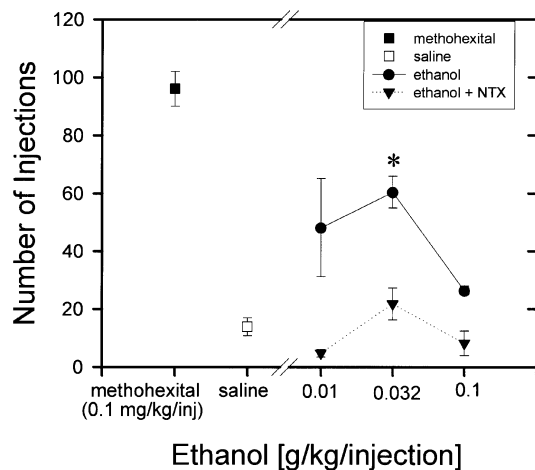 methohexital
saline
ethanol
ethanol + NTX
Number of Injections
120
100
80
60
40
20
0
*
methohexital
(0.1 mg/kg/inj)
saline
0.01
0.032
0.1
Ethanol [g/kg/injection]